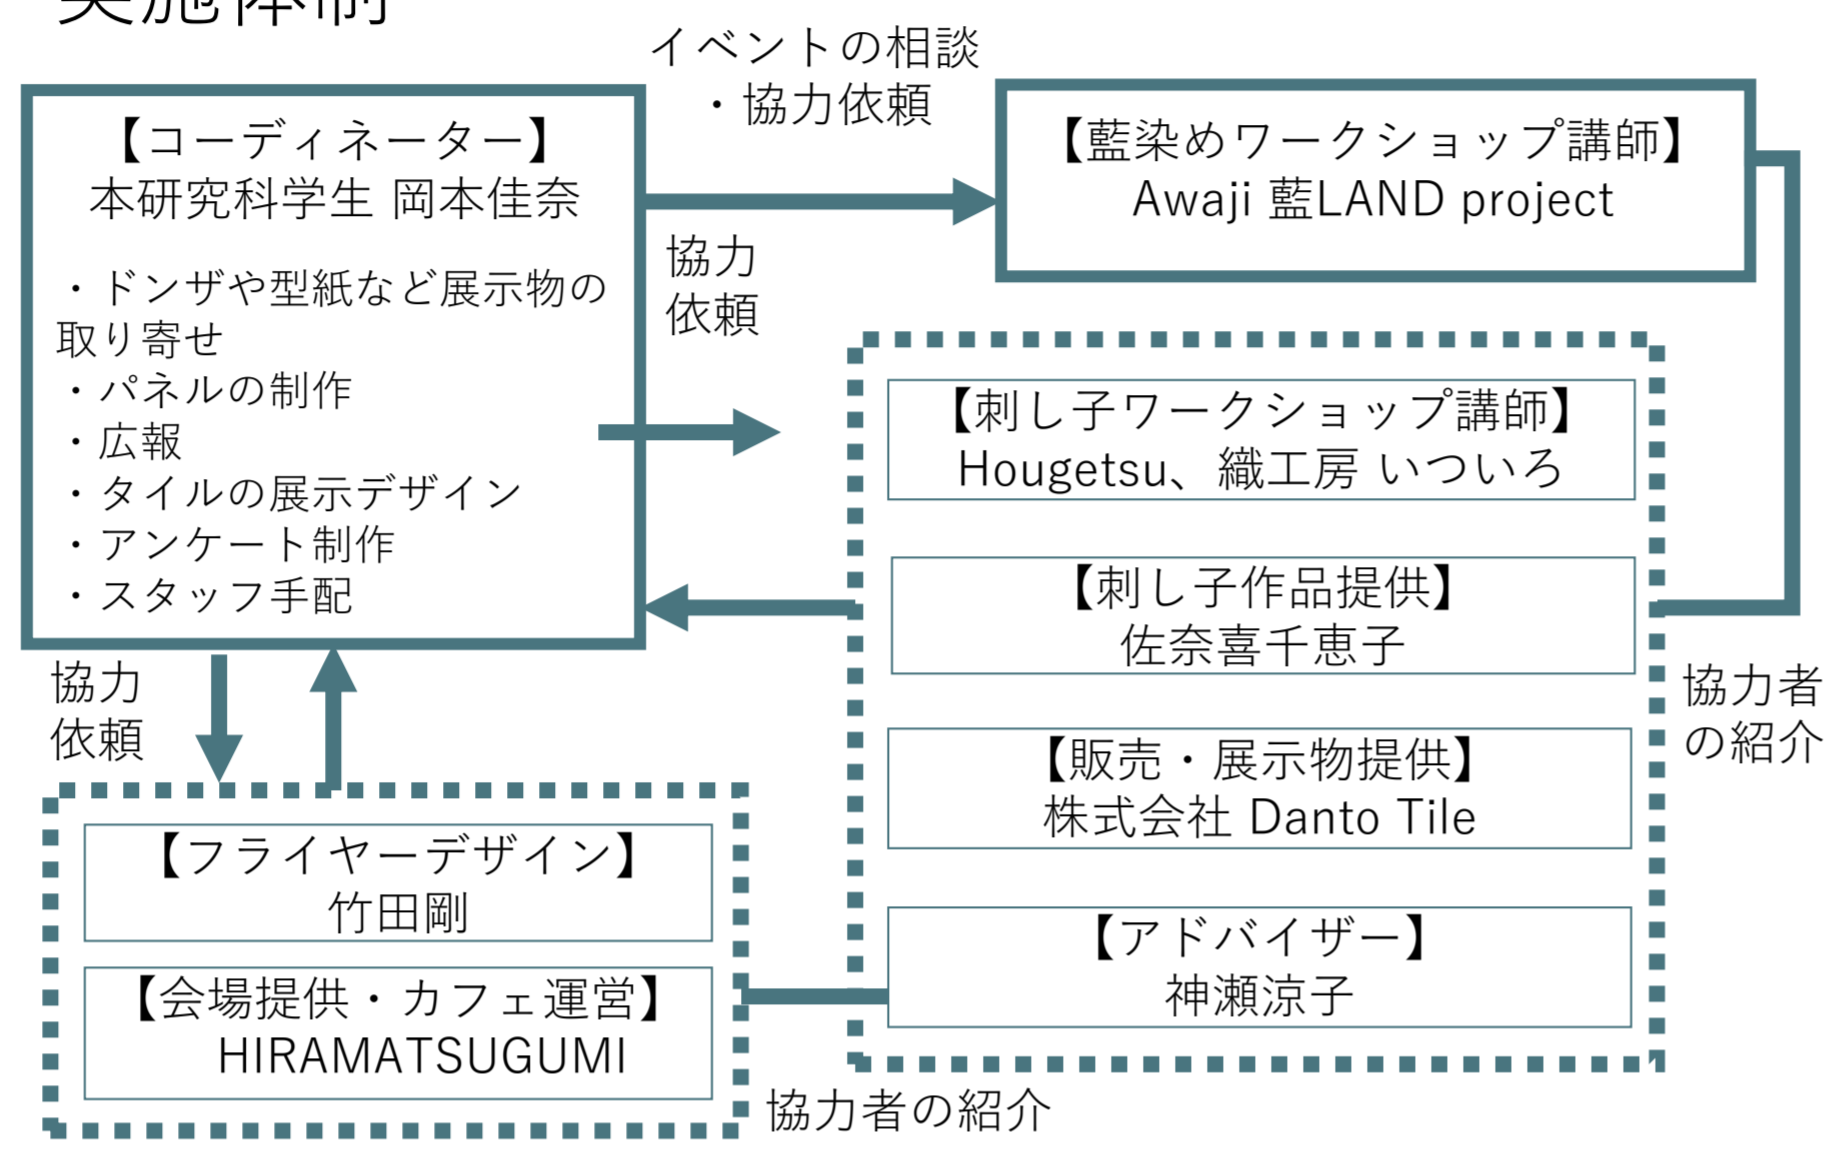 実施体制
イベントの相談
・協力依頼
【コーディネーター】
本研究科学生 岡本佳奈
・ドンザや型紙など展示物の
取り寄せ
・パネルの制作
・広報
・タイルの展示デザイン
・アンケート制作
・スタッフ手配
【藍染めワークショップ講師】
Awaji 藍LAND project
協力
依頼
【刺し子ワークショップ講師】
Hougetsu、織工房 いついろ
【刺し子作品提供】
佐奈喜千恵子
【販売・展示物提供】
株式会社 Danto Tile
【アドバイザー】
神瀬涼子
協力者
の紹介
協力
依頼
【フライヤーデザイン】
竹田剛
【会場提供・カフェ運営】
HIRAMATSUGUMI
協力者の紹介